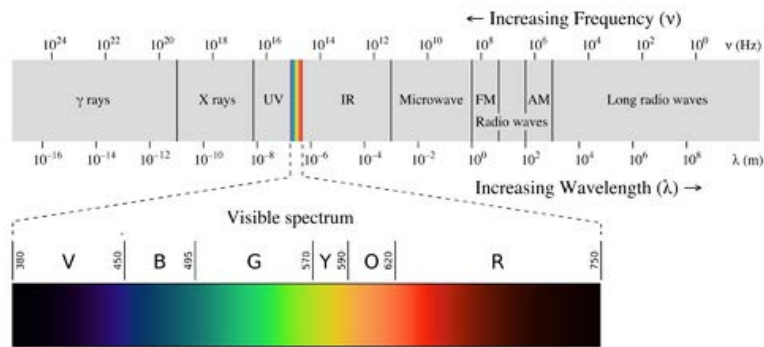 ← Increasing Frequency (ν)
10²⁴ 10²² 10²⁰ 10¹⁸ 10¹⁶ 10¹⁴ 10¹² 10¹⁰ 10⁸ 10⁶ 10⁴ 10² 10⁰ ν (Hz)
γ rays X rays UV IR Microwave FM AM Long radio waves
Radio waves
10⁻¹⁶ 10⁻¹⁴ 10⁻¹² 10⁻¹⁰ 10⁻⁸ 10⁻⁶ 10⁻⁴ 10⁻² 10⁰ 10² 10⁴ 10⁶ 10⁸ λ (m)
Increasing Wavelength (λ) →
Visible spectrum
380 V 450 B 495 G 570 Y 590 O 620 R 750